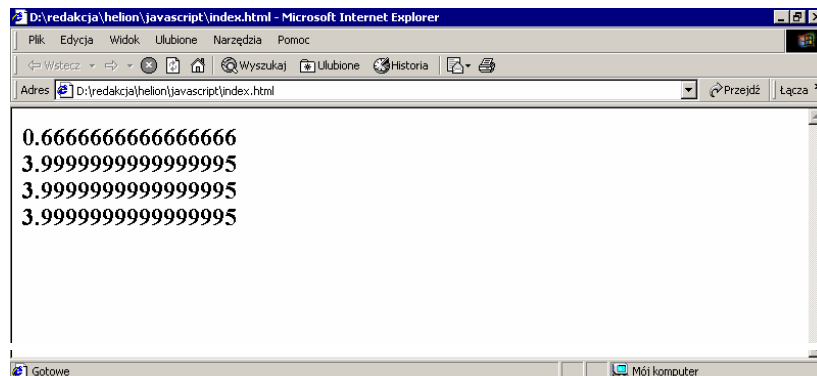 D:\redakcja\helion\javascript\index.html - Microsoft Internet Explorer
Plik Edycja Widok Ulubione Narzędzia Pomoc
Wstecz Wyszukaj Ulubione Historia
Adres D:\redakcja\helion\javascript\index.html Przejdź Łącza
0.6666666666666666
3.9999999999999995
3.9999999999999995
3.9999999999999995
Gotowe Mój komputer